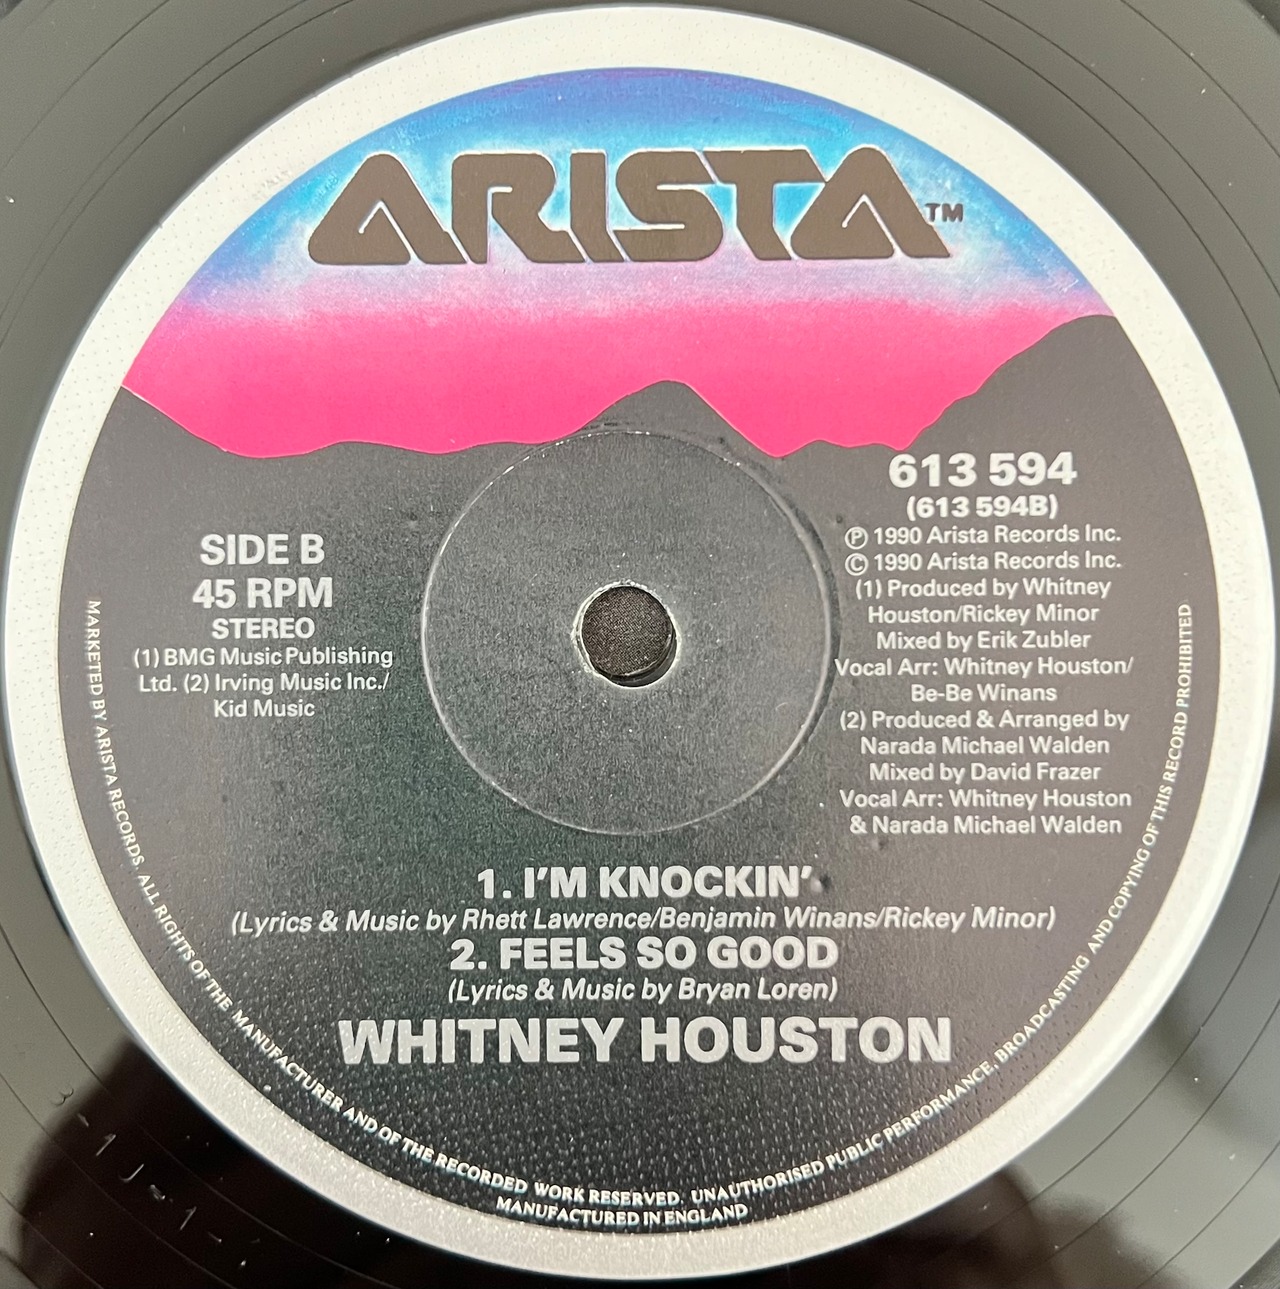 ARISTA™
613 594
(613 594B)
℗ 1990 Arista Records Inc.
© 1990 Arista Records Inc.
(1) Produced by Whitney
Houston/Rickey Minor
Mixed by Erik Zubler
Vocal Arr: Whitney Houston/
Be-Be Winans
(2) Produced & Arranged by
Narada Michael Walden
Mixed by David Frazer
Vocal Arr: Whitney Houston
& Narada Michael Walden
SIDE B
45 RPM
STEREO
(1) BMG Music Publishing
Ltd. (2) Irving Music Inc./
Kid Music
1. I'M KNOCKIN'
(Lyrics & Music by Rhett Lawrence/Benjamin Winans/Rickey Minor)
2. FEELS SO GOOD
(Lyrics & Music by Bryan Loren)
WHITNEY HOUSTON
MARKETED BY ARISTA RECORDS. ALL RIGHTS OF THE MANUFACTURER AND OF THE RECORDED WORK RESERVED. UNAUTHORISED PUBLIC PERFORMANCE, BROADCASTING AND COPYING OF THIS RECORD PROHIBITED
MANUFACTURED IN ENGLAND